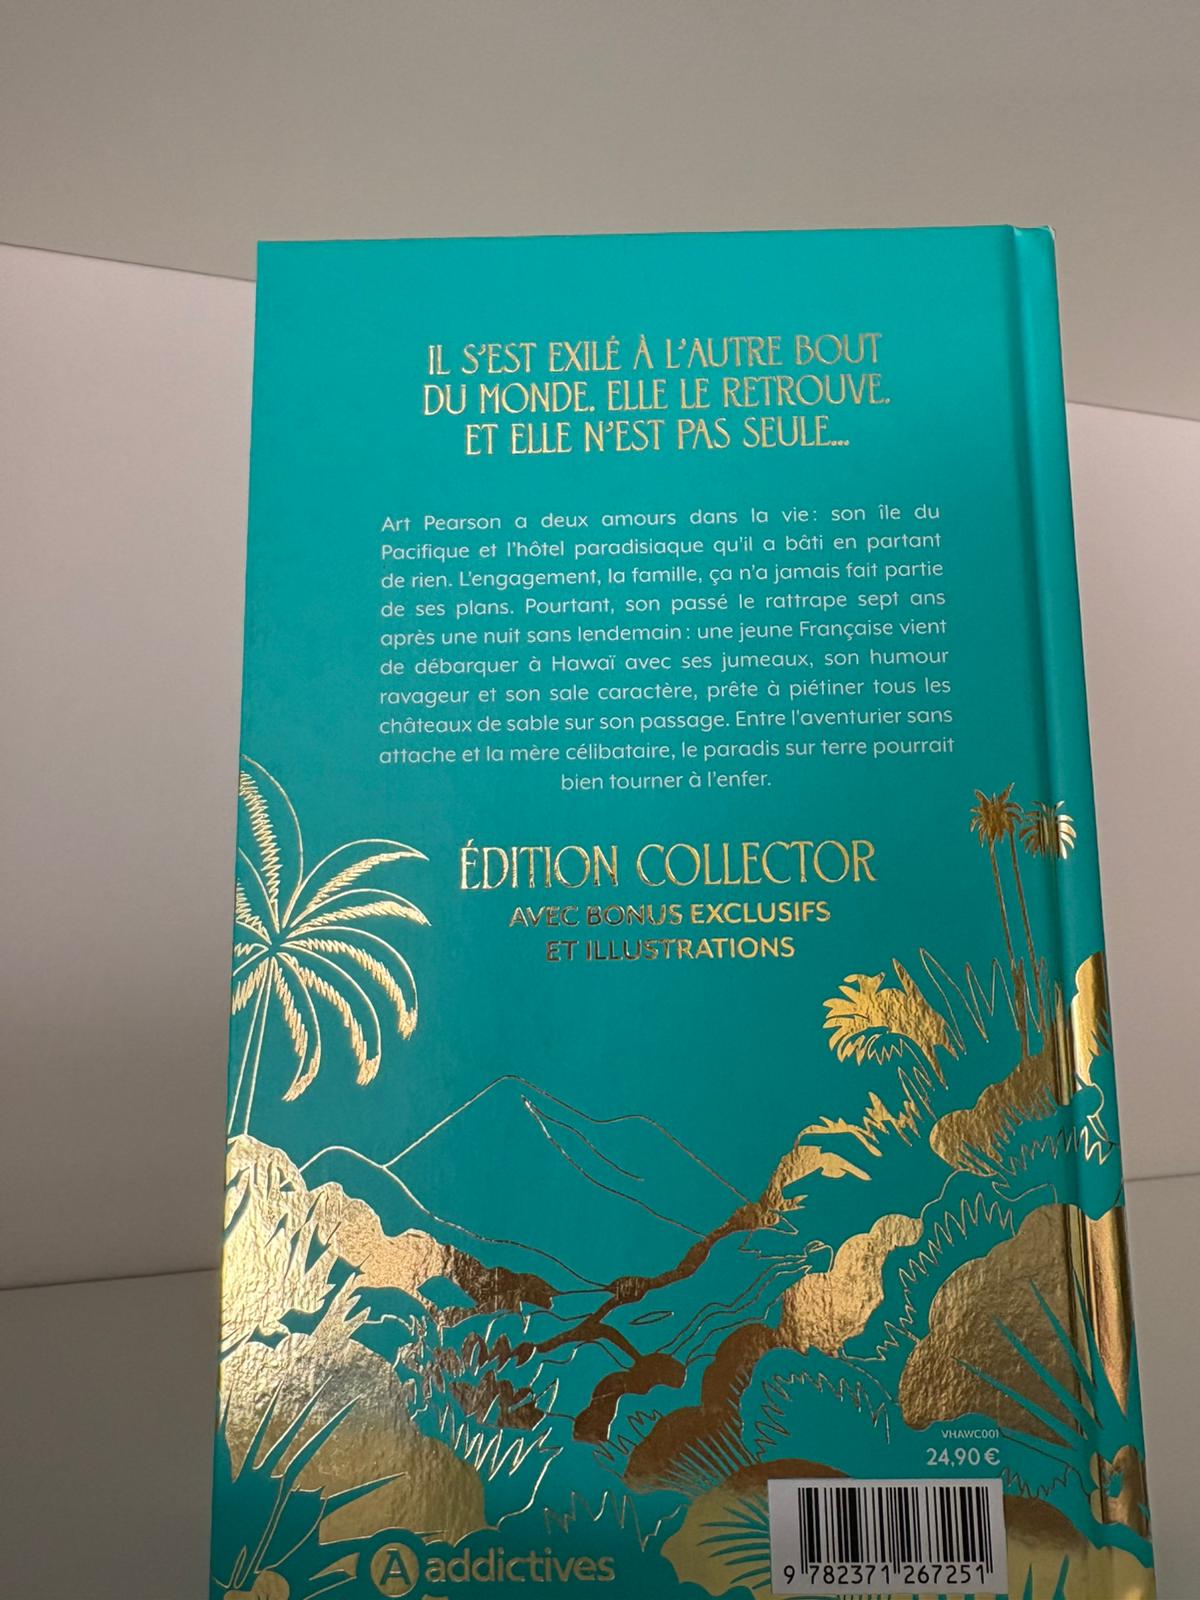 IL S'EST EXILÉ À L'AUTRE BOUT
DU MONDE. ELLE LE RETROUVE.
ET ELLE N'EST PAS SEULE...
Art Pearson a deux amours dans la vie : son île du
Pacifique et l'hôtel paradisiaque qu'il a bâti en partant
de rien. L'engagement, la famille, ça n'a jamais fait partie
de ses plans. Pourtant, son passé le rattrape sept ans
après une nuit sans lendemain : une jeune Française vient
de débarquer à Hawaï avec ses jumeaux, son humour
ravageur et son sale caractère, prête à piétiner tous les
châteaux de sable sur son passage. Entre l'aventurier sans
attache et la mère célibataire, le paradis sur terre pourrait
bien tourner à l'enfer.
ÉDITION COLLECTOR
AVEC BONUS EXCLUSIFS
ET ILLUSTRATIONS
VHAWC001
24,90 €
A addictives
9 782371 267251